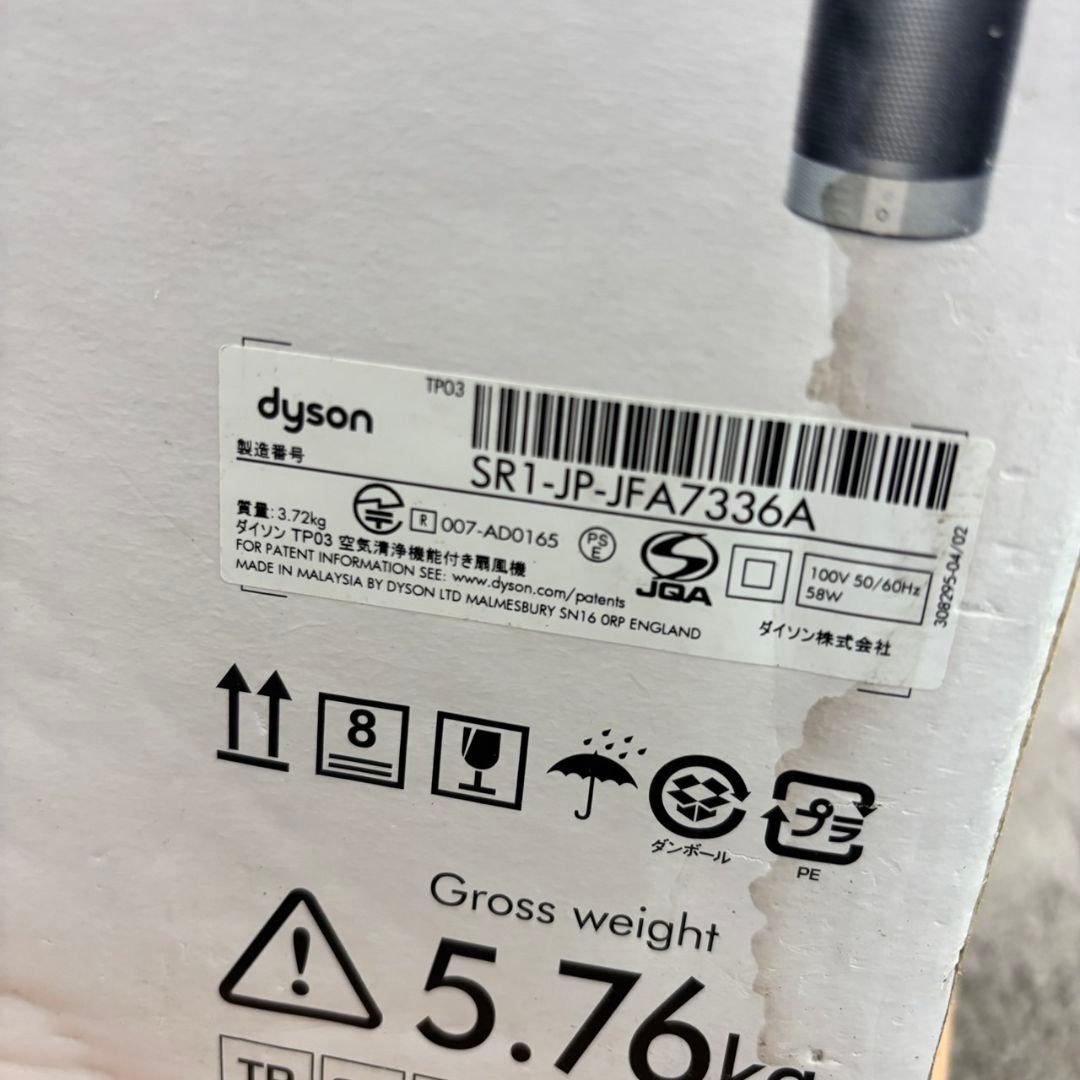 TP03
dyson
製造番号
SR1-JP-JFA7336A
質量: 3.72kg
R 007-AD0165
PS
E
JQA
100V 50/60Hz
58W
308295-04/02
ダイソン TP03 空気清浄機能付き扇風機
FOR PATENT INFORMATION SEE: www.dyson.com/patents
MADE IN MALAYSIA BY DYSON LTD MALMESBURY SN16 0RP ENGLAND
ダイソン株式会社
8
ダンボール
プラ
PE
Gross weight
5.76kg
!